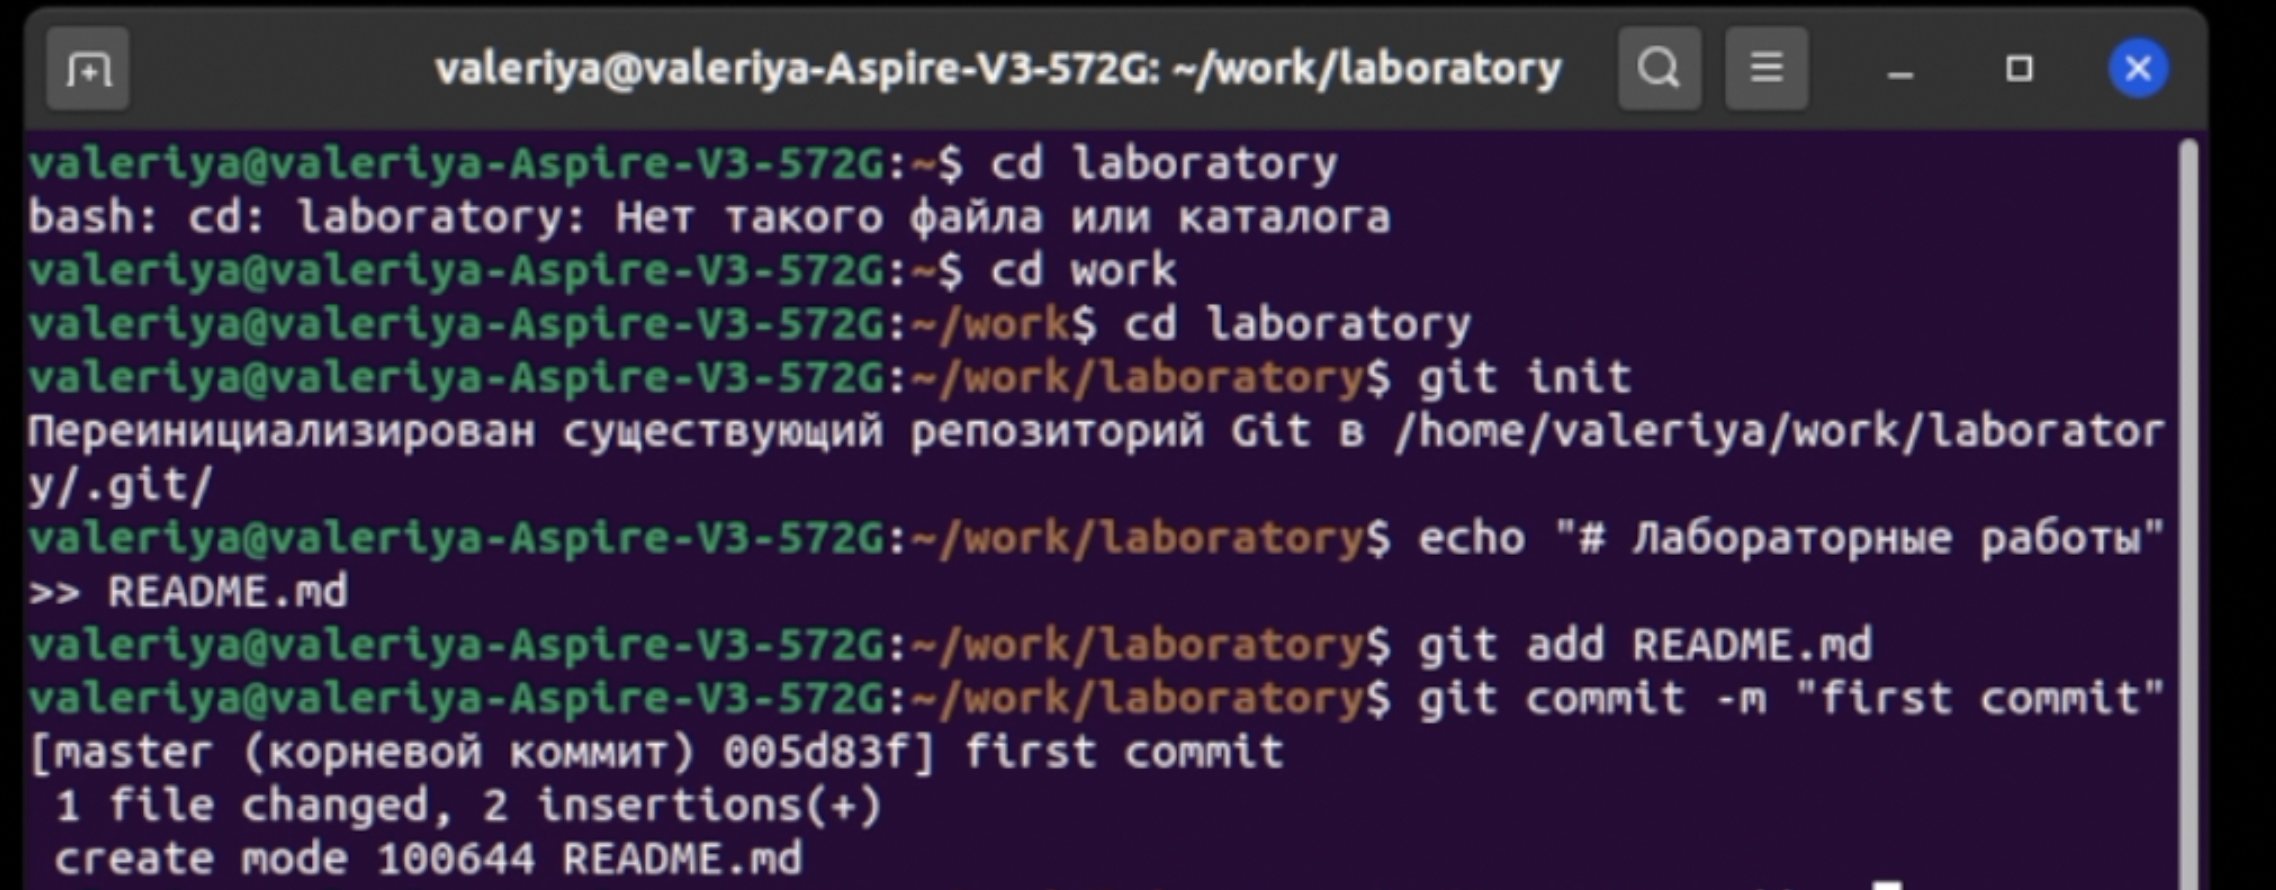 valeriya@valeriya-Aspire-V3-572G: ~/work/laboratory
valeriya@valeriya-Aspire-V3-572G:~$ cd laboratory
bash: cd: laboratory: Нет такого файла или каталога
valeriya@valeriya-Aspire-V3-572G:~$ cd work
valeriya@valeriya-Aspire-V3-572G:~/work$ cd laboratory
valeriya@valeriya-Aspire-V3-572G:~/work/laboratory$ git init
Переинициализирован существующий репозиторий Git в /home/valeriya/work/laborator
y/.git/
valeriya@valeriya-Aspire-V3-572G:~/work/laboratory$ echo "# Лабораторные работы"
>> README.md
valeriya@valeriya-Aspire-V3-572G:~/work/laboratory$ git add README.md
valeriya@valeriya-Aspire-V3-572G:~/work/laboratory$ git commit -m "first commit"
[master (корневой коммит) 005d83f] first commit
 1 file changed, 2 insertions(+)
 create mode 100644 README.md